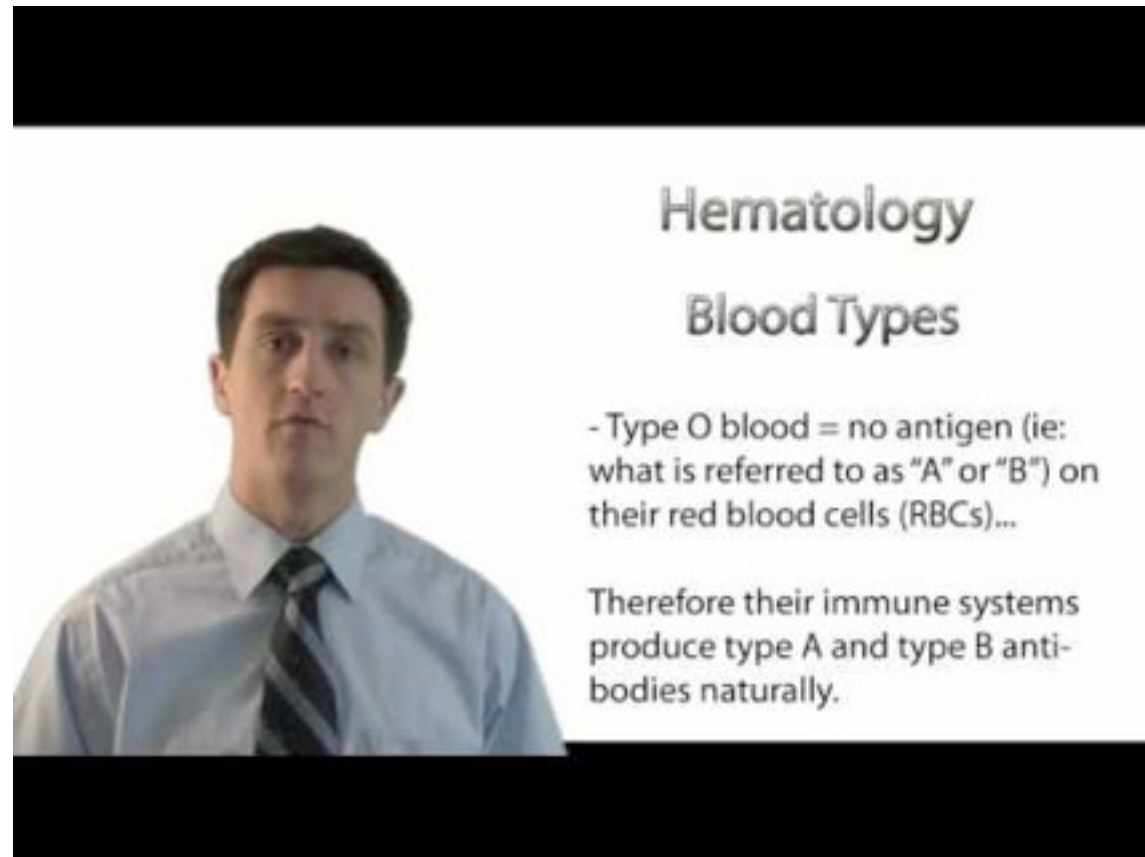 Hematology
Blood Types
- Type O blood = no antigen (ie:
what is referred to as “A” or “B”) on
their red blood cells (RBCs)...
Therefore their immune systems
produce type A and type B anti-
bodies naturally.